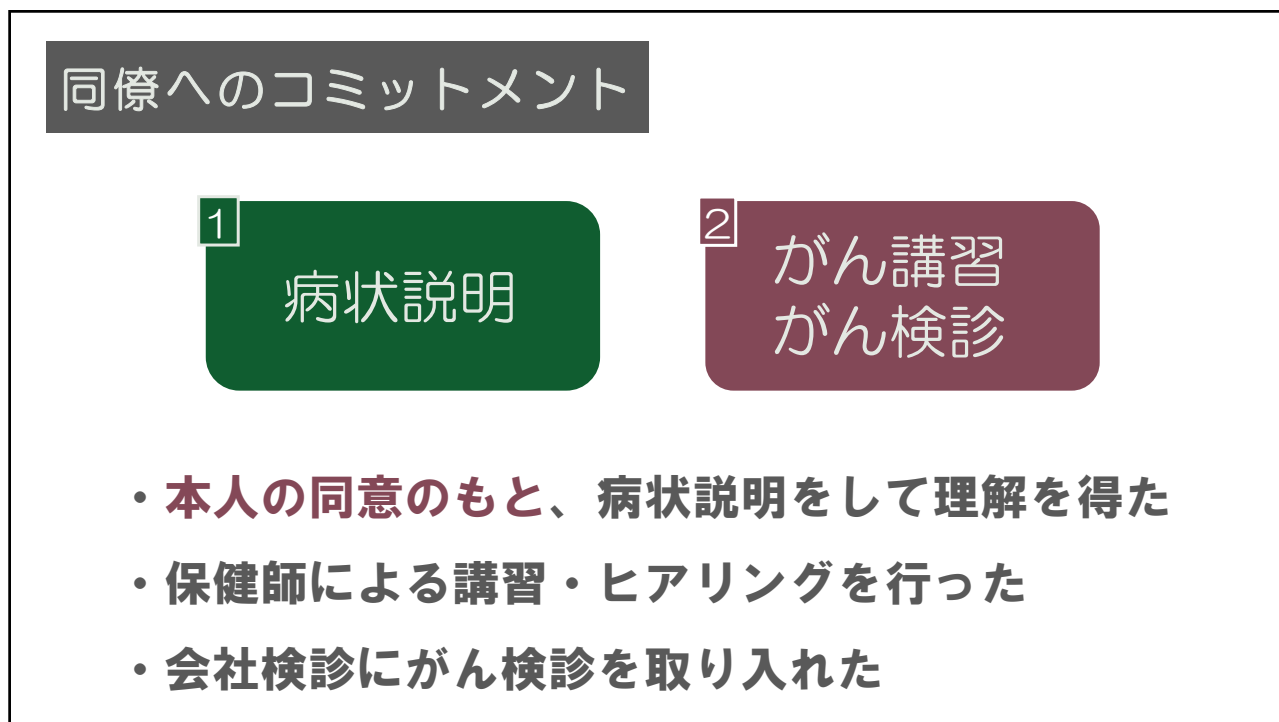 同僚へのコミットメント
1
病状説明
2
がん講習
がん検診
・本人の同意のもと、病状説明をして理解を得た
・保健師による講習・ヒアリングを行った
・会社検診にがん検診を取り入れた